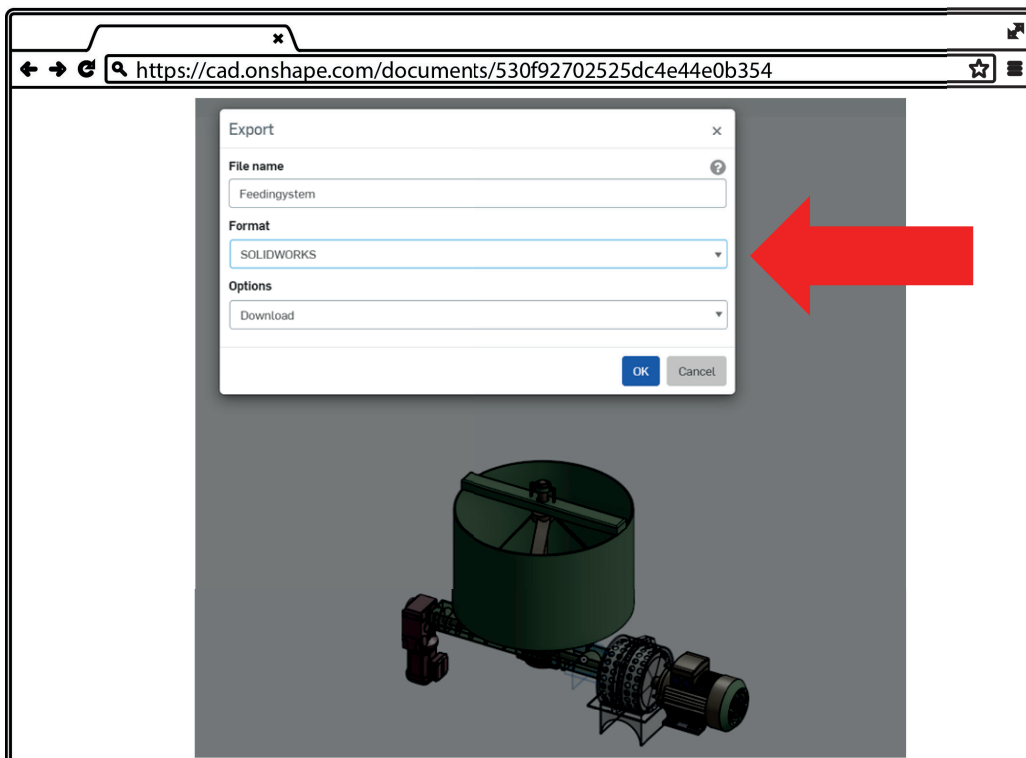 https://cad.onshape.com/documents/530f92702525dc4e44e0b354
Export
File name
Feedingystem
Format
SOLIDWORKS
Options
Download
OK Cancel